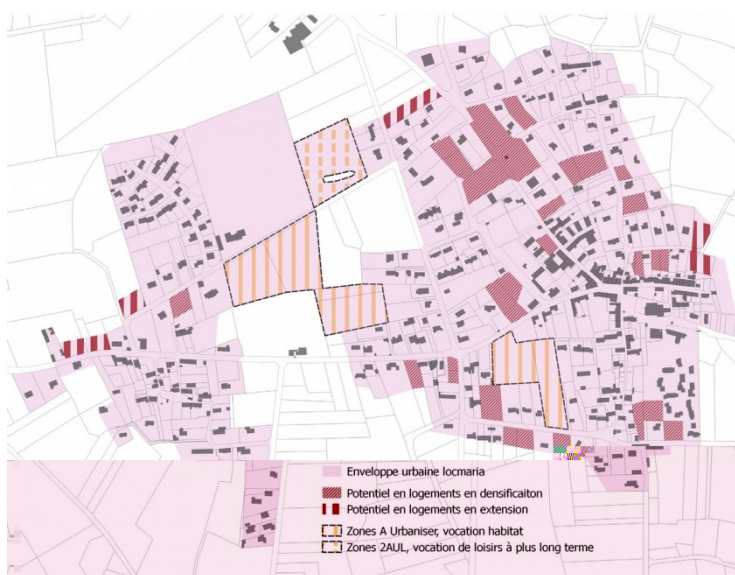 Enveloppe urbaine locmaria
Potentiel en logements en densificaiton
Potentiel en logements en extension
Zones A Urbaniser, vocation habitat
Zones 2AUL, vocation de loisirs à plus long terme